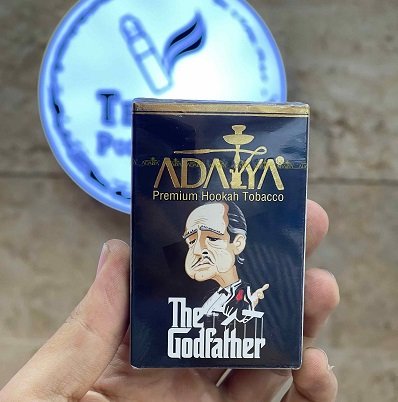 ADALYA
Premium Hookah Tobacco
The
Godfather